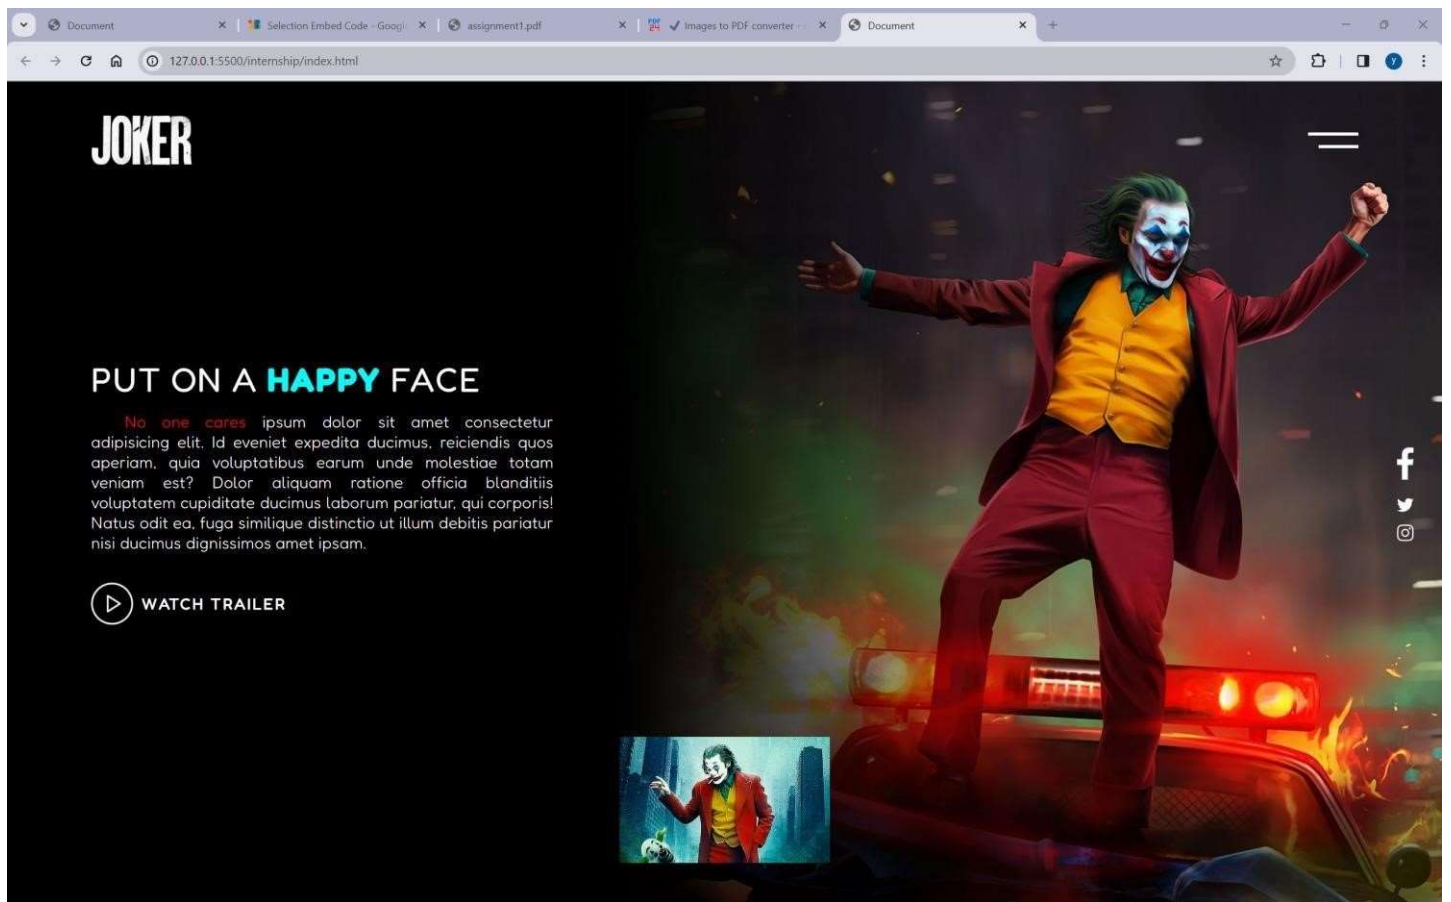 Document
Selection Embed Code - Googl
assignment1.pdf
Images to PDF converter -
Document
127.0.0.1:5500/internship/index.html
y
JOKER
PUT ON A HAPPY FACE
No one cares ipsum dolor sit amet consectetur
adipisicing elit. Id eveniet expedita ducimus, reiciendis quos
aperiam, quia voluptatibus earum unde molestiae totam
veniam est? Dolor aliquam ratione officia blanditiis
voluptatem cupiditate ducimus laborum pariatur, qui corporis!
Natus odit ea, fuga similique distinctio ut illum debitis pariatur
nisi ducimus dignissimos amet ipsam.
WATCH TRAILER